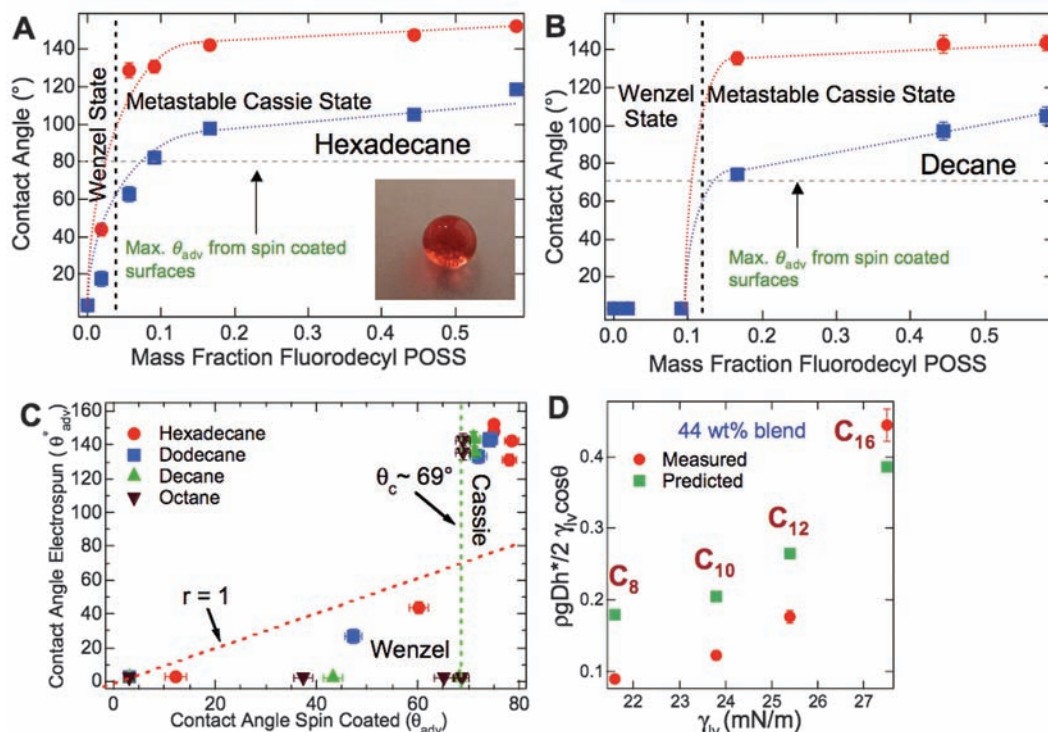 A
Contact Angle (°)
140
120
100
80
60
40
20
Wenzel State
Metastable Cassie State
Hexadecane
Max. θadv from spin coated
surfaces
0.0 0.1 0.2 0.3 0.4 0.5
Mass Fraction Fluorodecyl POSS
B
Contact Angle (°)
140
120
100
80
60
40
20
Wenzel
State
Metastable Cassie State
Decane
Max. θadv from spin coated
surfaces
0.0 0.1 0.2 0.3 0.4 0.5
Mass Fraction Fluorodecyl POSS
C
Contact Angle Electrospun (θ*adv)
160
140
120
100
80
60
40
20
0
Hexadecane
Dodecane
Decane
Octane
θc~ 69°
Cassie
r = 1
Wenzel
0 20 40 60 80
Contact Angle Spin Coated (θadv)
D
ρgDh*/2 γlvcosθ
0.4
0.3
0.2
0.1
44 wt% blend
Measured
Predicted
C16
C12
C10
C8
22 23 24 25 26 27
γlv (mN/m)